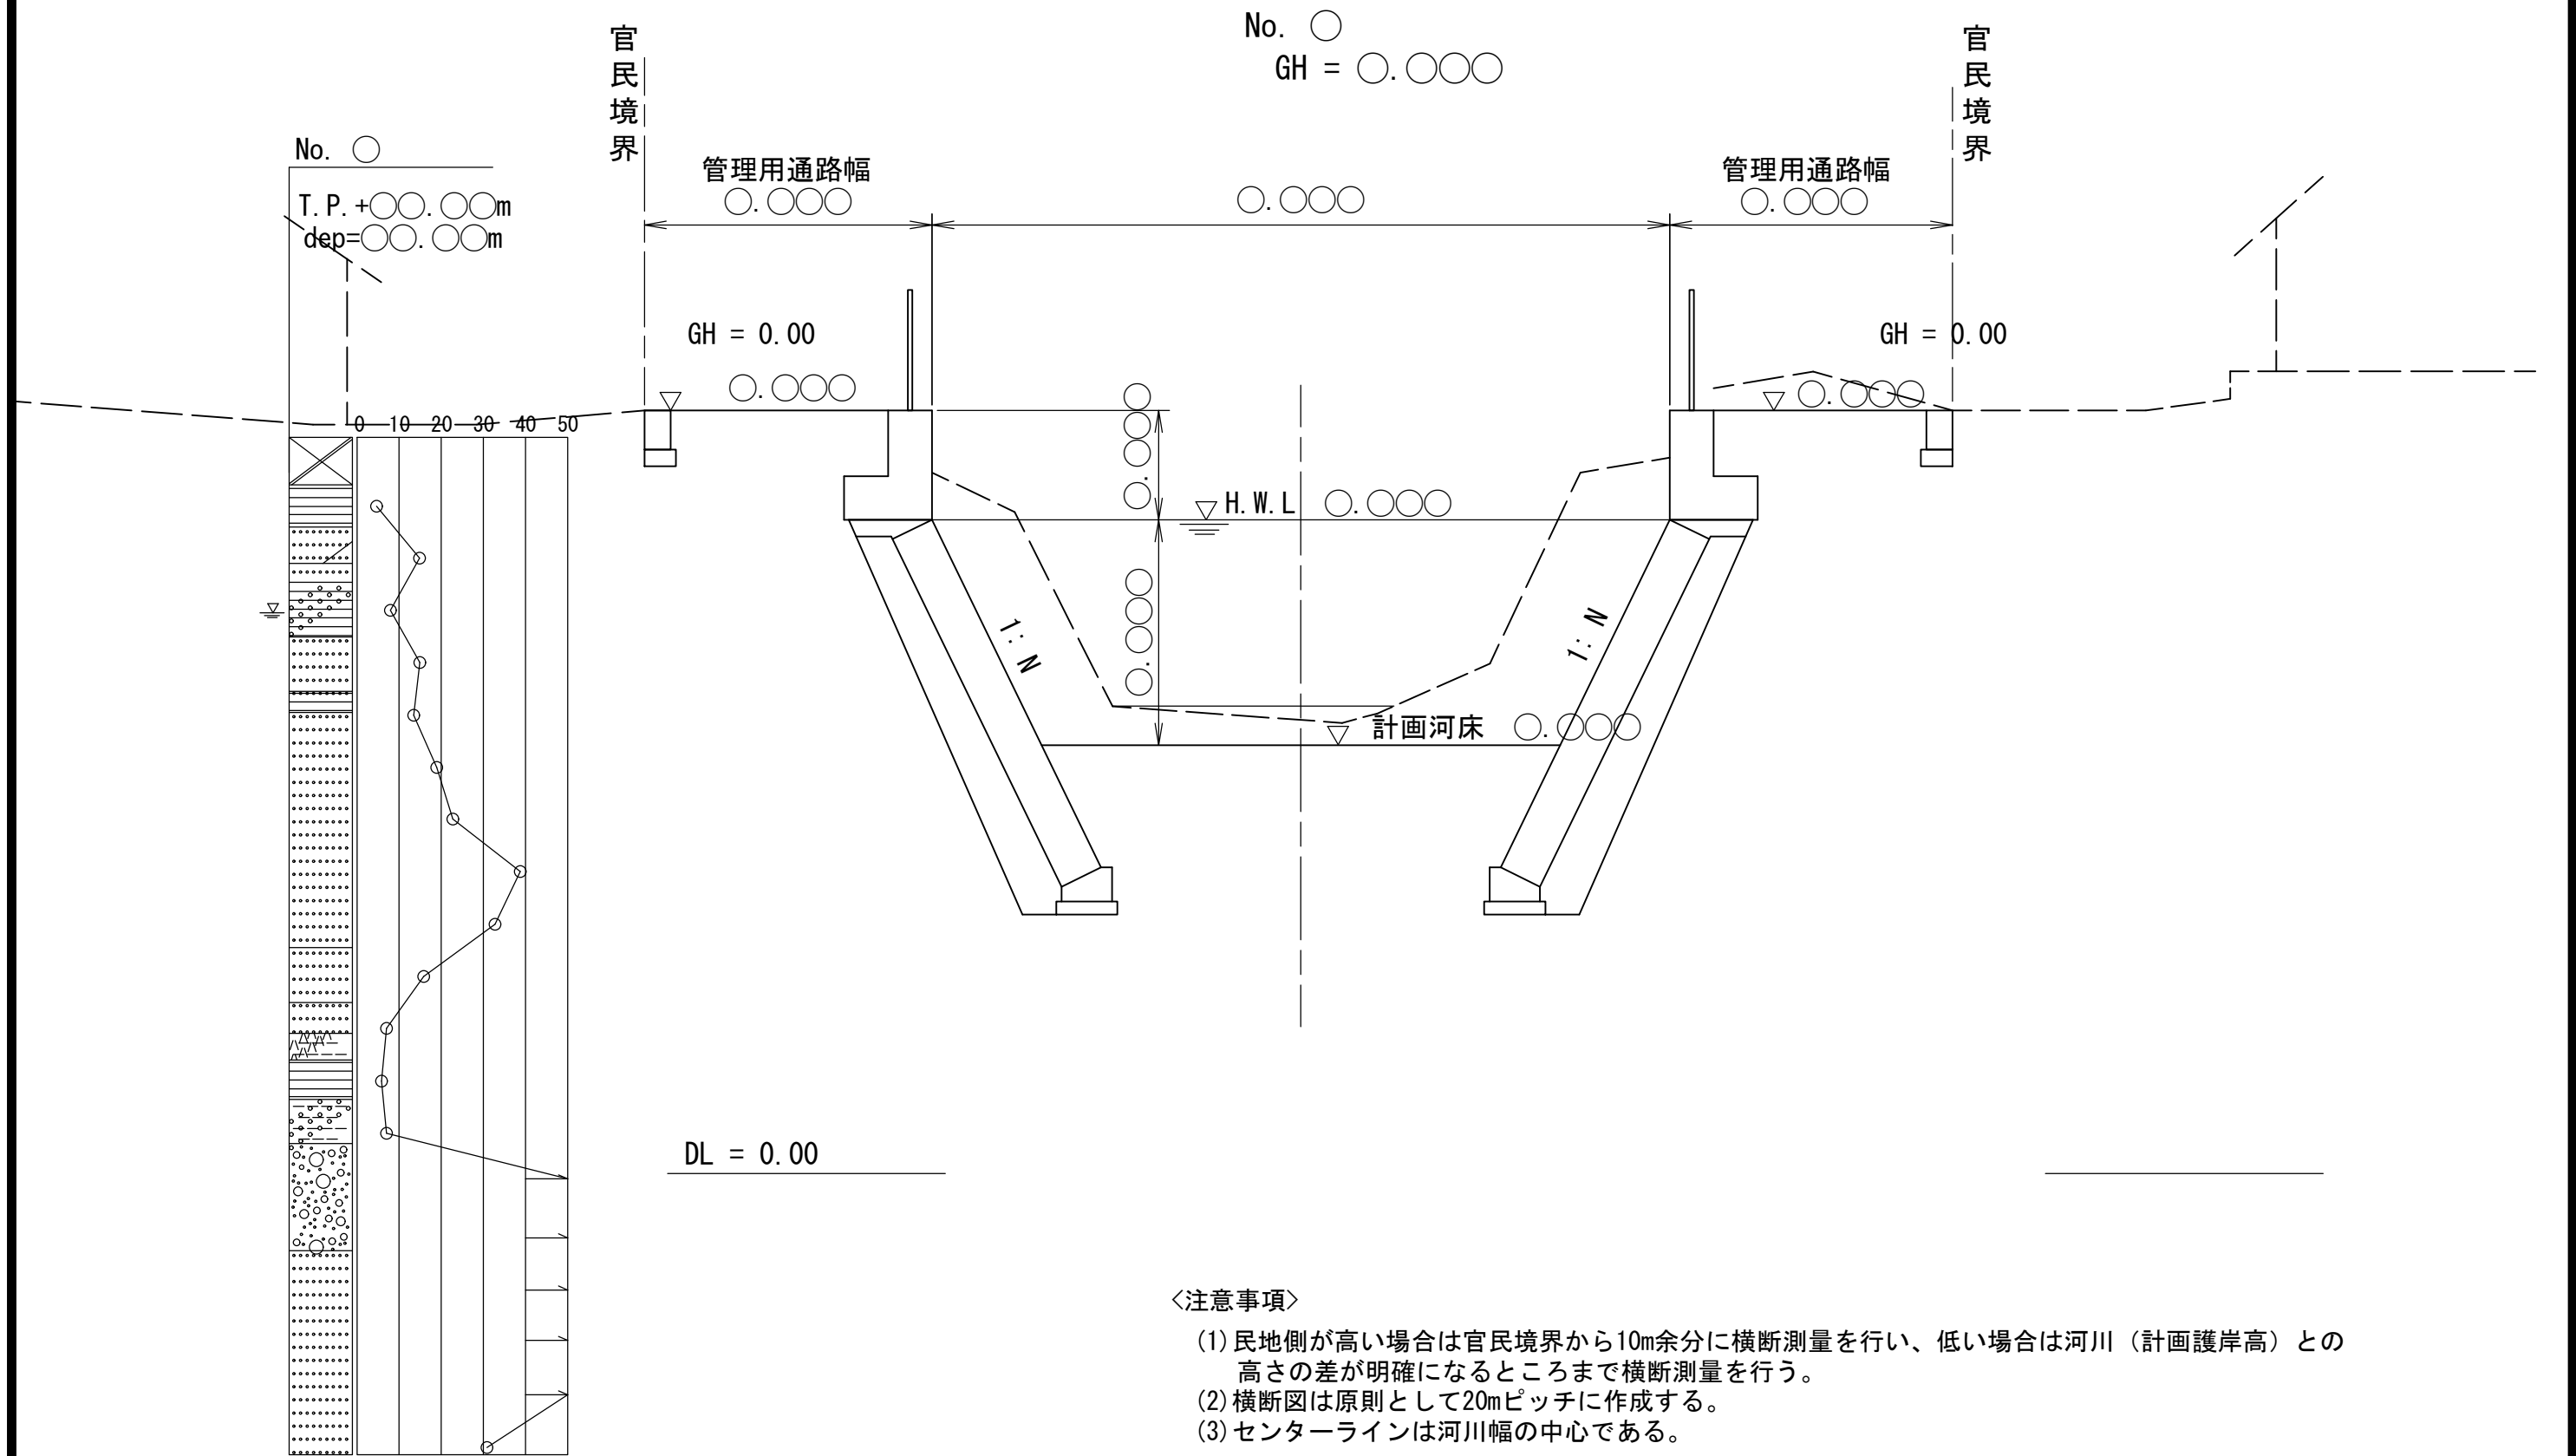 No. ○
GH = ○.○○○
官民境界
官民境界
No. ○
T.P.+○○.○○m
dep=○○.○○m
管理用通路幅
○.○○○
○.○○○
管理用通路幅
○.○○○
GH = 0.00
○.○○○
GH = 0.00
○.○○○
0 10 20 30 40 50
○.○○○
H.W.L ○.○○○
○.○○○
1:N
1:N
計画河床 ○.○○○
DL = 0.00
<注意事項>
(1)民地側が高い場合は官民境界から10m余分に横断測量を行い、低い場合は河川（計画護岸高）との
高さの差が明確になるところまで横断測量を行う。
(2)横断図は原則として20mピッチに作成する。
(3)センターラインは河川幅の中心である。